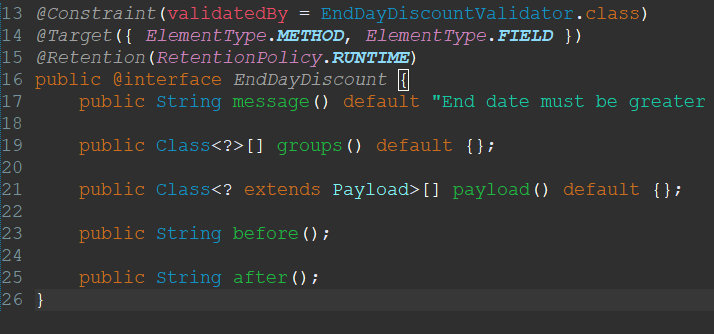 13 @Constraint(validatedBy = EndDayDiscountValidator.class)
14 @Target({ ElementType.METHOD, ElementType.FIELD })
15 @Retention(RetentionPolicy.RUNTIME)
16 public @interface EndDayDiscount {
17     public String message() default "End date must be greater
18
19     public Class<?>[] groups() default {};
20
21     public Class<? extends Payload>[] payload() default {};
22
23     public String before();
24
25     public String after();
26 }